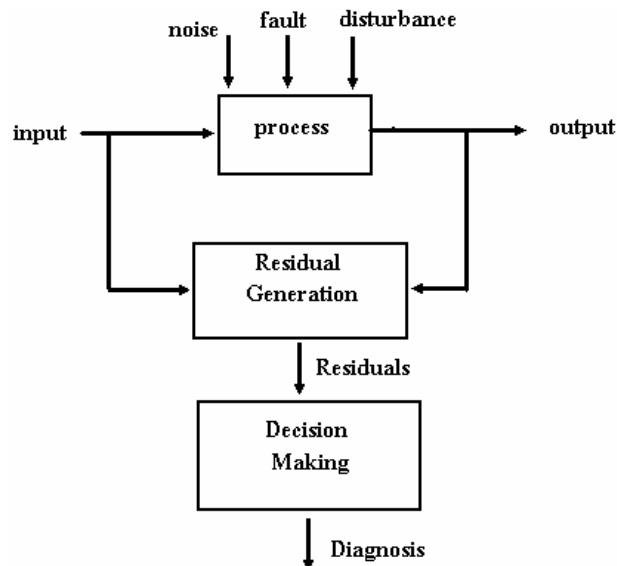 noise
fault
disturbance
input
process
output
Residual
Generation
Residuals
Decision
Making
Diagnosis